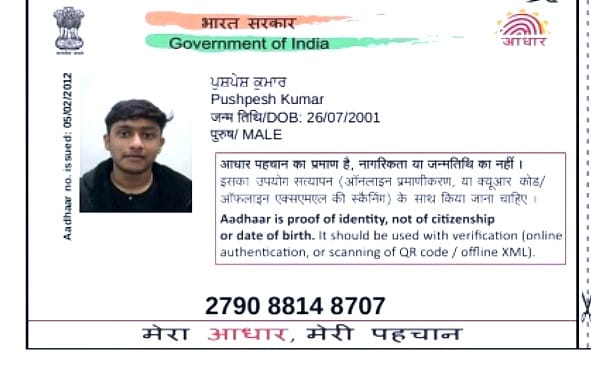 भारत सरकार
Government of India
आधार
Aadhaar no. issued: 05/02/2012
ਪੁਸ਼ਪੇਸ਼ ਕੁਮਾਰ
Pushpesh Kumar
जन्म तिथि/DOB: 26/07/2001
पुरुष/ MALE
आधार पहचान का प्रमाण है, नागरिकता या जन्मतिथि का नहीं ।
इसका उपयोग सत्यापन (ऑनलाइन प्रमाणीकरण, या क्यूआर कोड/
ऑफलाइन एक्सएमएल की स्कैनिंग) के साथ किया जाना चाहिए ।
Aadhaar is proof of identity, not of citizenship
or date of birth. It should be used with verification (online
authentication, or scanning of QR code / offline XML).
2790 8814 8707
मेरा आधार, मेरी पहचान